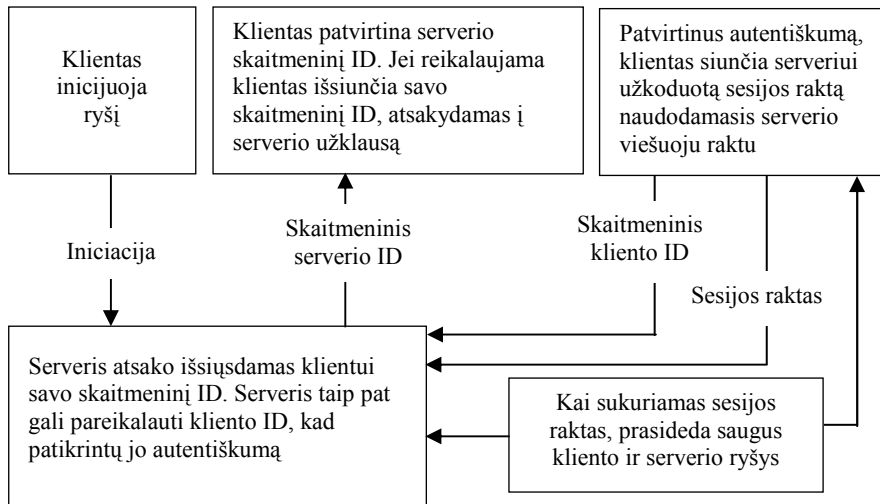 Klientas
inicijuoja
ryšį
Klientas patvirtina serverio
skaitmeninį ID. Jei reikalaujama
klientas išsiunčia savo
skaitmeninį ID, atsakydamas į
serverio užklausą
Patvirtinus autentiškumą,
klientas siunčia serveriui
užkoduotą sesijos raktą
naudodamasis serverio
viešuoju raktu
Iniciacija
Skaitmeninis
serverio ID
Skaitmeninis
kliento ID
Sesijos raktas
Serveris atsako išsiųsdamas klientui
savo skaitmeninį ID. Serveris taip pat
gali pareikalauti kliento ID, kad
patikrintų jo autentiškumą
Kai sukuriamas sesijos
raktas, prasideda saugus
kliento ir serverio ryšys